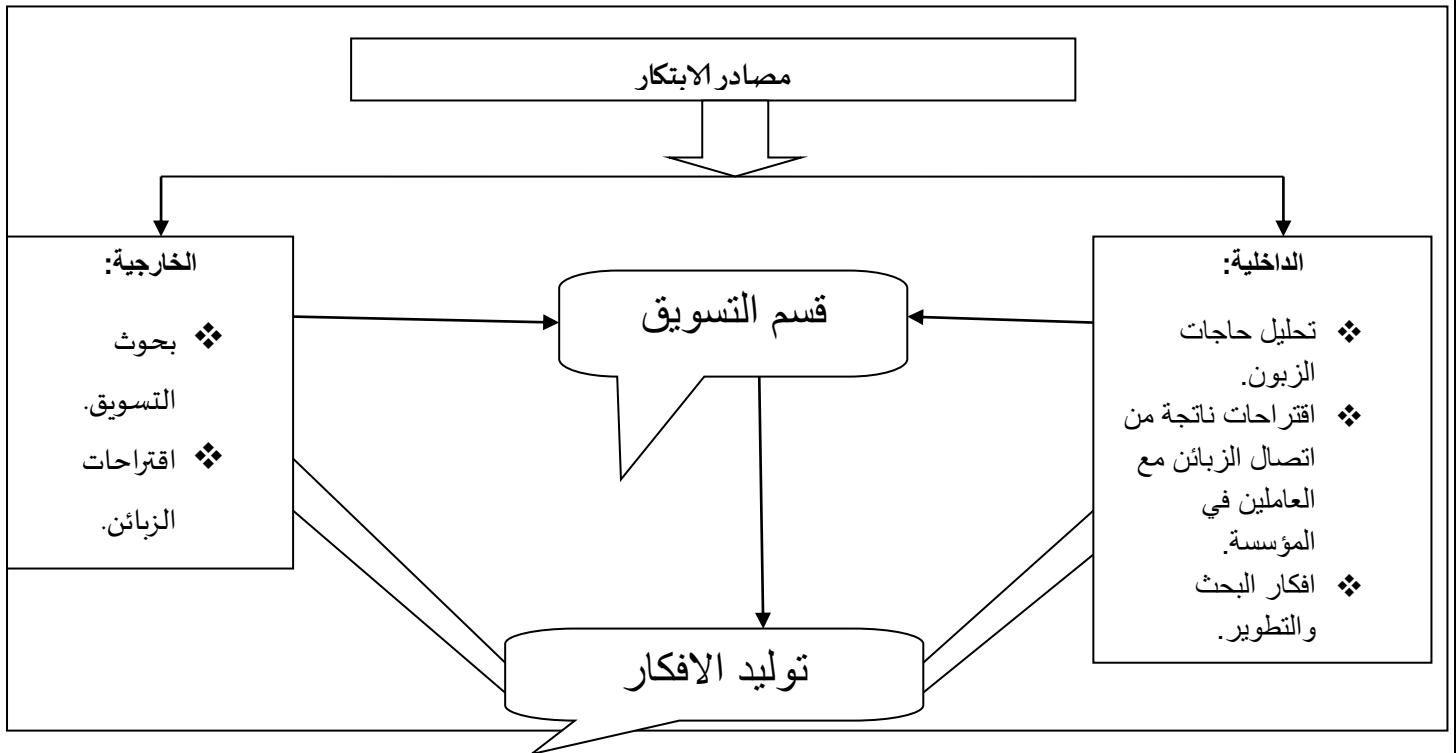 مصادر الابتكار
الداخلية:
❖ تحليل حاجات
الزبون.
❖ اقتراحات ناتجة من
اتصال الزبائن مع
العاملين في
المؤسسة.
❖ افكار البحث
والتطوير.
قسم التسويق
الخارجية:
❖ بحوث
التسويق.
❖ اقتراحات
الزبائن.
توليد الافكار